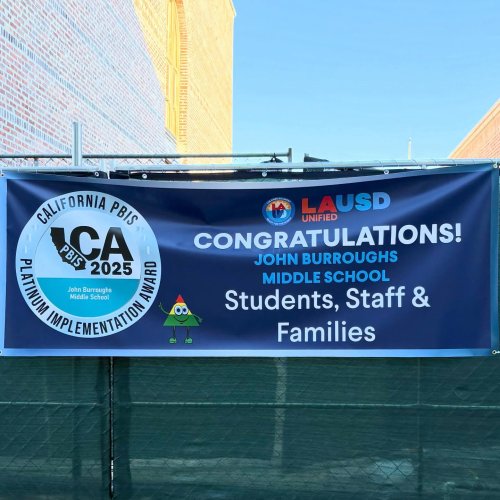 CALIFORNIA PBIS
PBIS
CA
2025
John Burroughs
Middle School
PLATINUM IMPLEMENTATION AWARD
LAUSD
UNIFIED
CONGRATULATIONS!
JOHN BURROUGHS
MIDDLE SCHOOL
Students, Staff &
Families